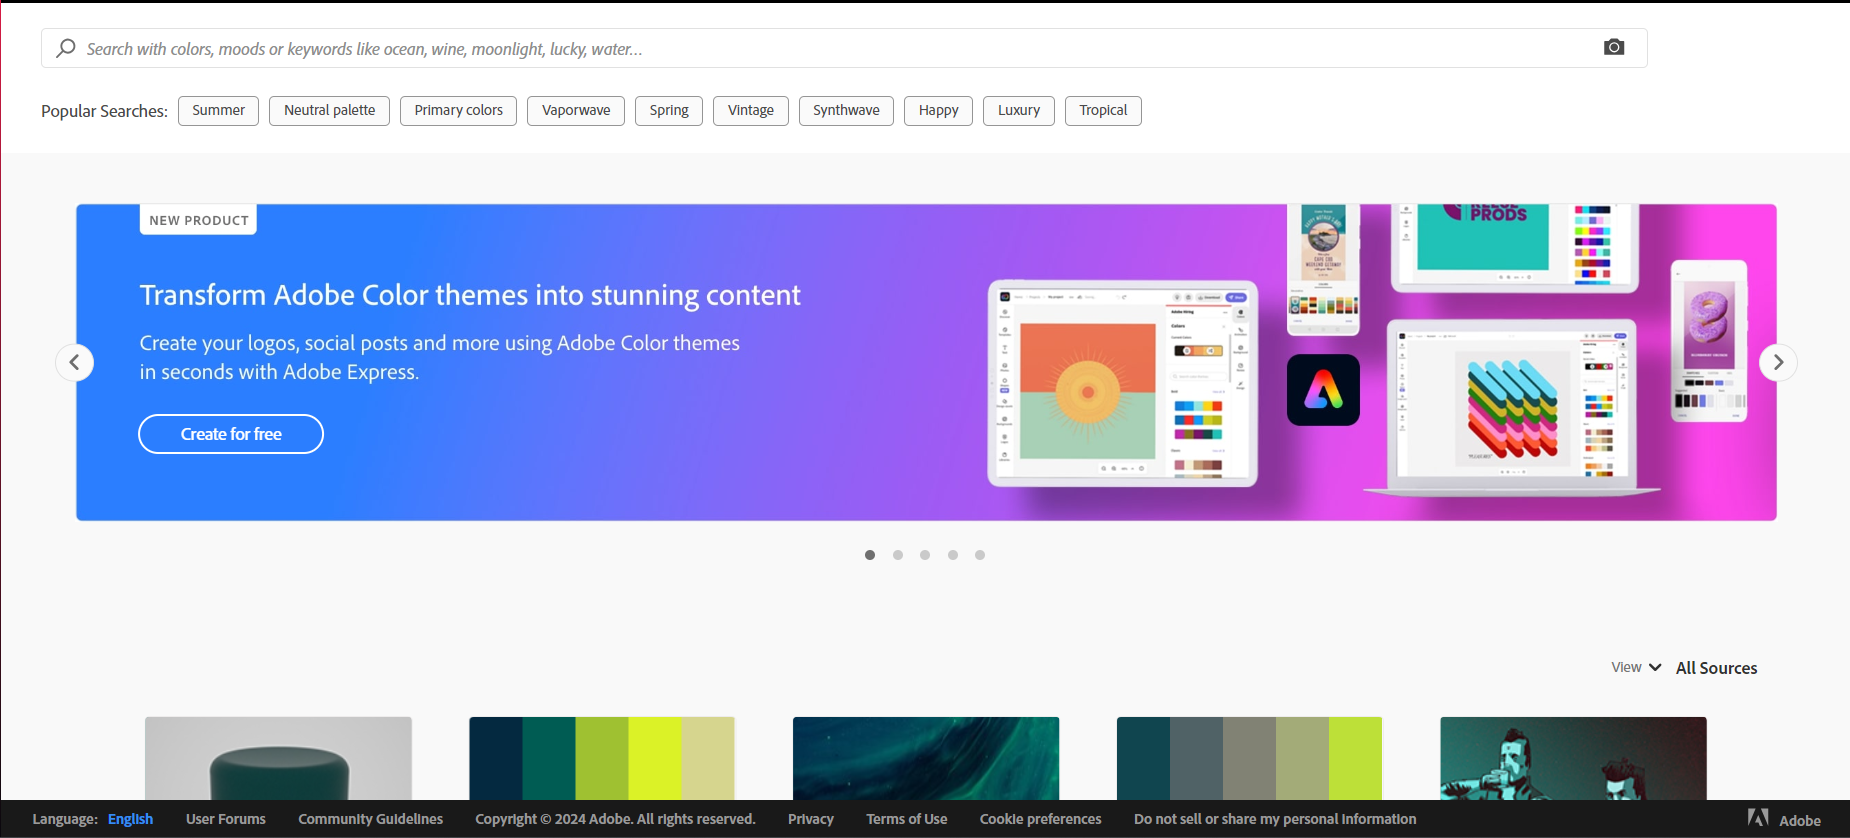 Search with colors, moods or keywords like ocean, wine, moonlight, lucky, water...
Popular Searches: Summer Neutral palette Primary colors Vaporwave Spring Vintage Synthwave Happy Luxury Tropical
NEW PRODUCT
Transform Adobe Color themes into stunning content
Create your logos, social posts and more using Adobe Color themes
in seconds with Adobe Express.
Create for free
PRODS
Colors
View All Sources
Language: English User Forums Community Guidelines Copyright © 2024 Adobe. All rights reserved. Privacy Terms of Use Cookie preferences Do not sell or share my personal information Adobe